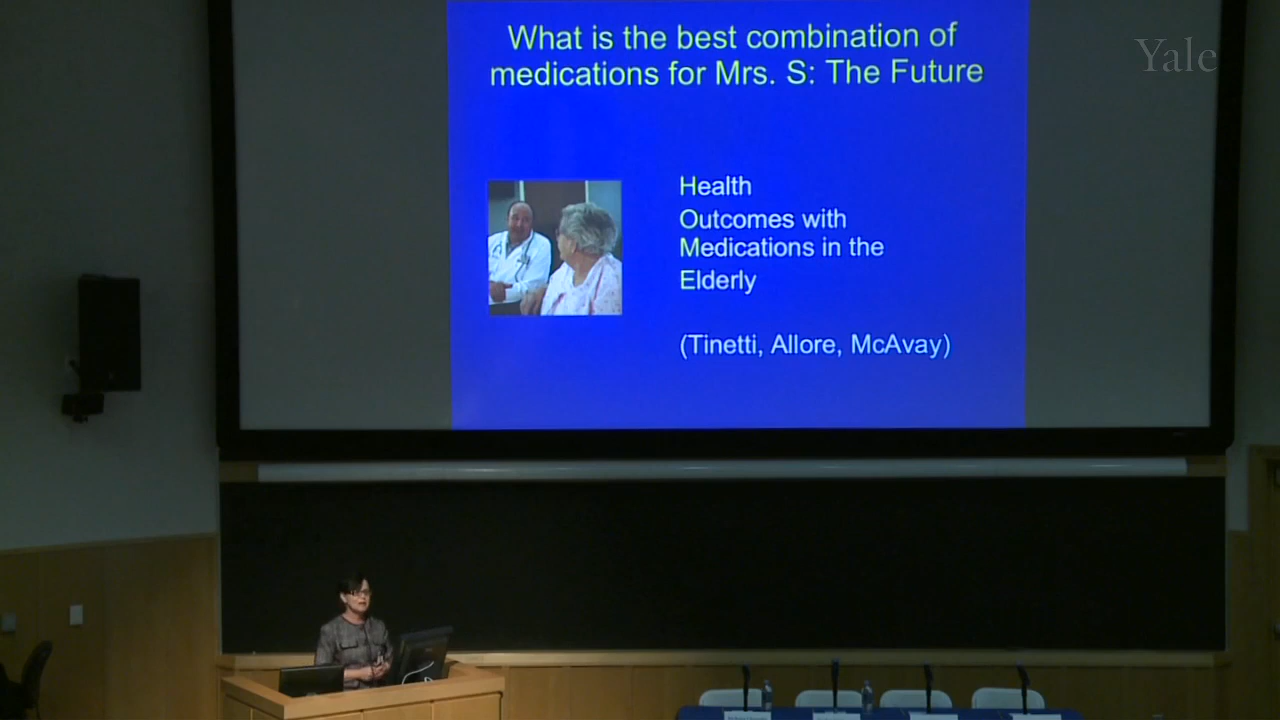 What is the best combination of
medications for Mrs. S: The Future
Yale
Health
Outcomes with
Medications in the
Elderly
(Tinetti, Allore, McAvay)